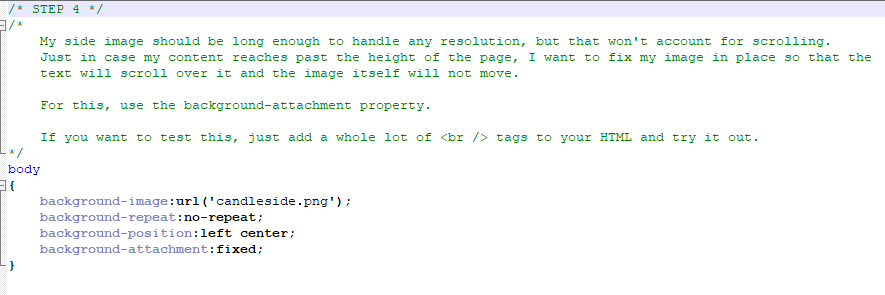 /* STEP 4 */
/*
My side image should be long enough to handle any resolution, but that won't account for scrolling.
Just in case my content reaches past the height of the page, I want to fix my image in place so that the
text will scroll over it and the image itself will not move.
For this, use the background-attachment property.
If you want to test this, just add a whole lot of <br /> tags to your HTML and try it out.
*/
body
{
background-image:url('candleside.png');
background-repeat:no-repeat;
background-position:left center;
background-attachment:fixed;
}